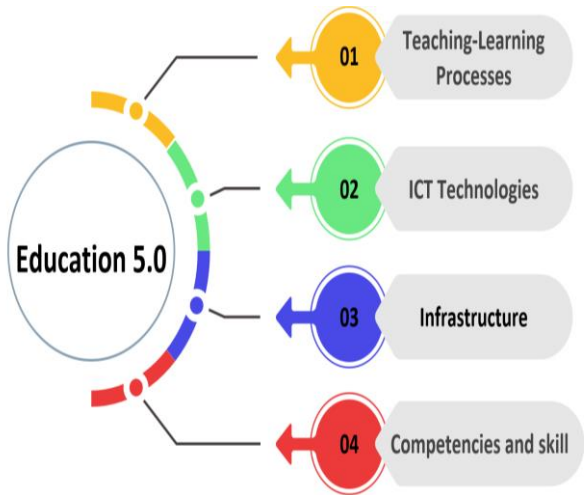 Education 5.0
01
Teaching-Learning
Processes
02
ICT Technologies
03
Infrastructure
04
Competencies and skill